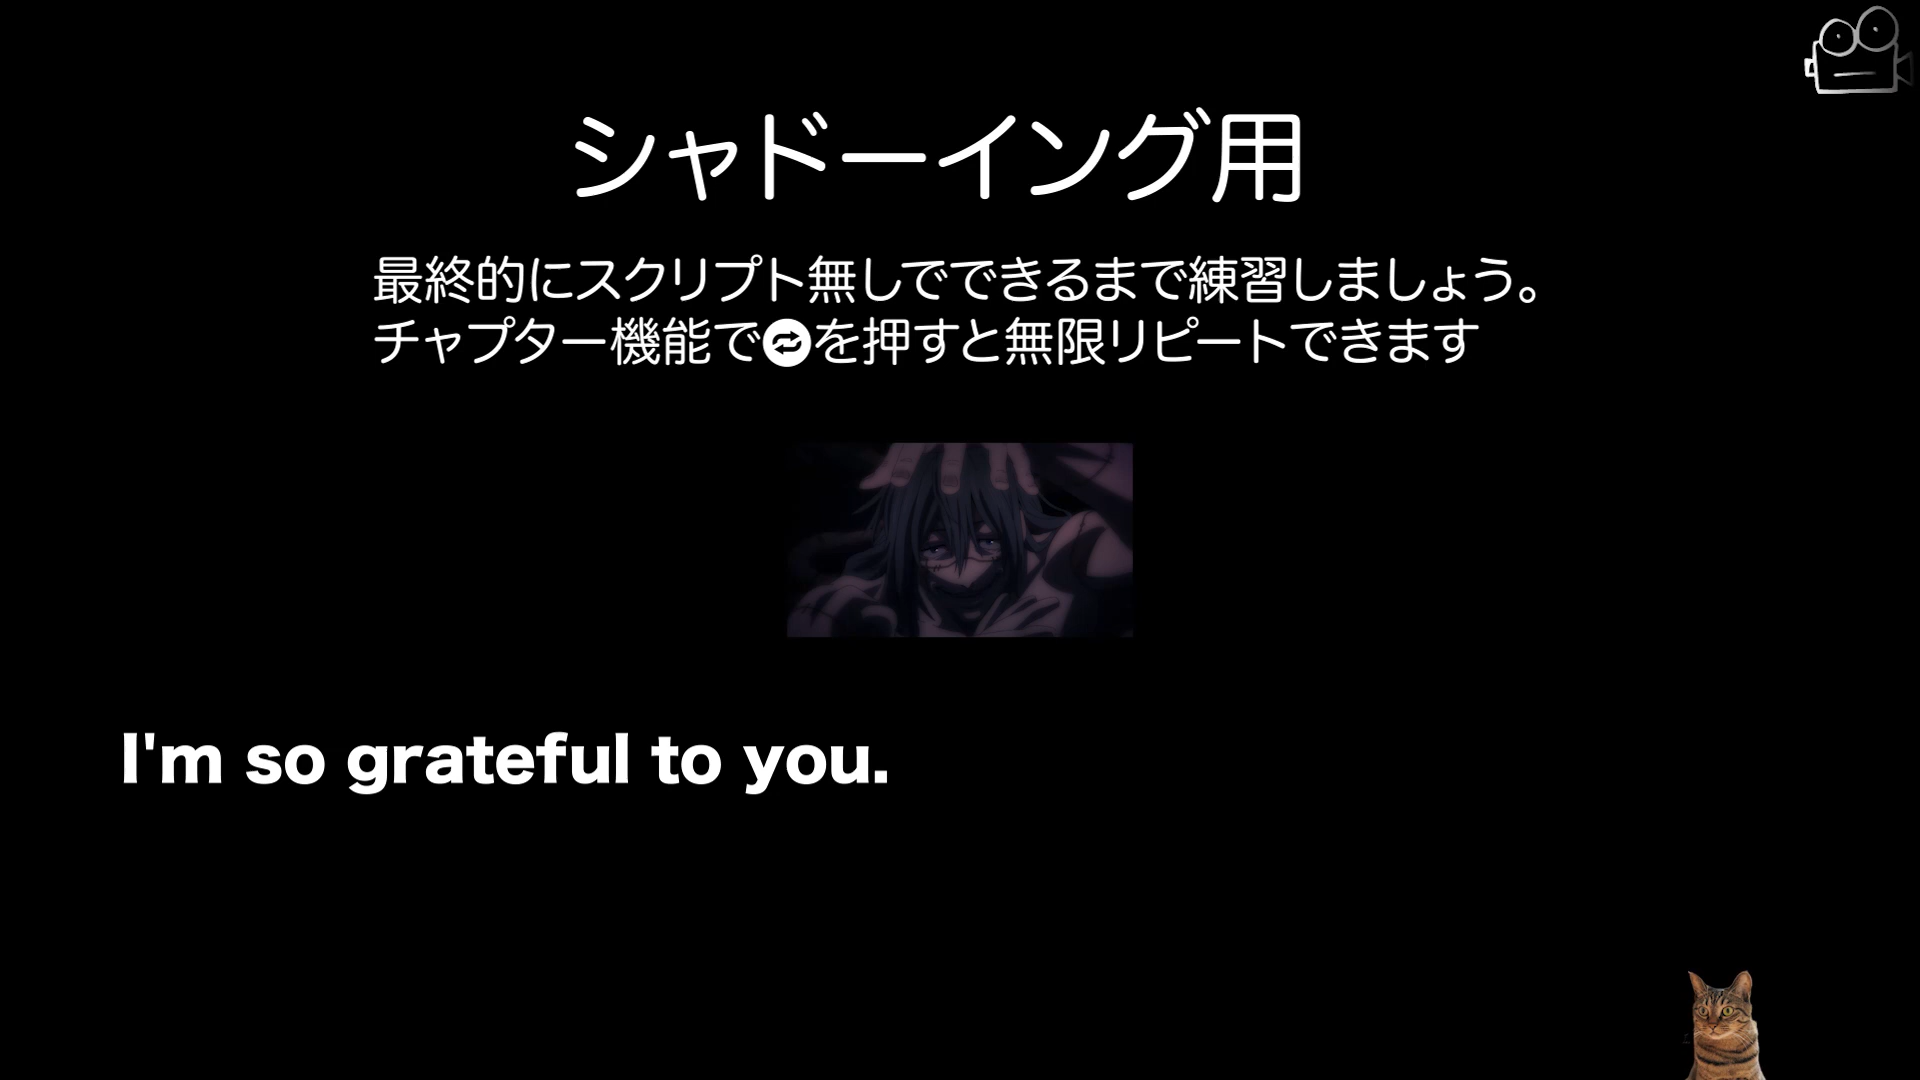 シャドーイング用
最終的にスクリプト無しでできるまで練習しましょう。
チャプター機能で🔁を押すと無限リピートできます
I'm so grateful to you.